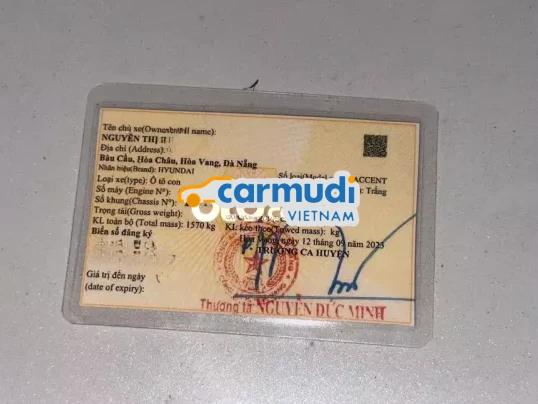 Tên chủ xe(Owner's full name):
NGUYỄN THỊ
Địa chỉ (Address):
Bàu Cầu, Hòa Châu, Hòa Vang, Đà Nẵng
Nhãn hiệu(Brand): HYUNDAI
ACCENT
Loại xe(type): Ô tô con
Trắng
Số máy (Engine Nº):
Số khung(Chassis Nº):
Trọng tải(Gross weight):
KL toàn bộ (Total mass): 1570 kg
KL kéo theo(Towed mass): kg
Biển số đăng ký
ngày 12 tháng 09 năm 2023
TRƯỞNG CA HUYỆN
Giá trị đến ngày
(date of expiry):
Thượng tá NGUYỄN ĐỨC MINH
carmudi
VIETNAM